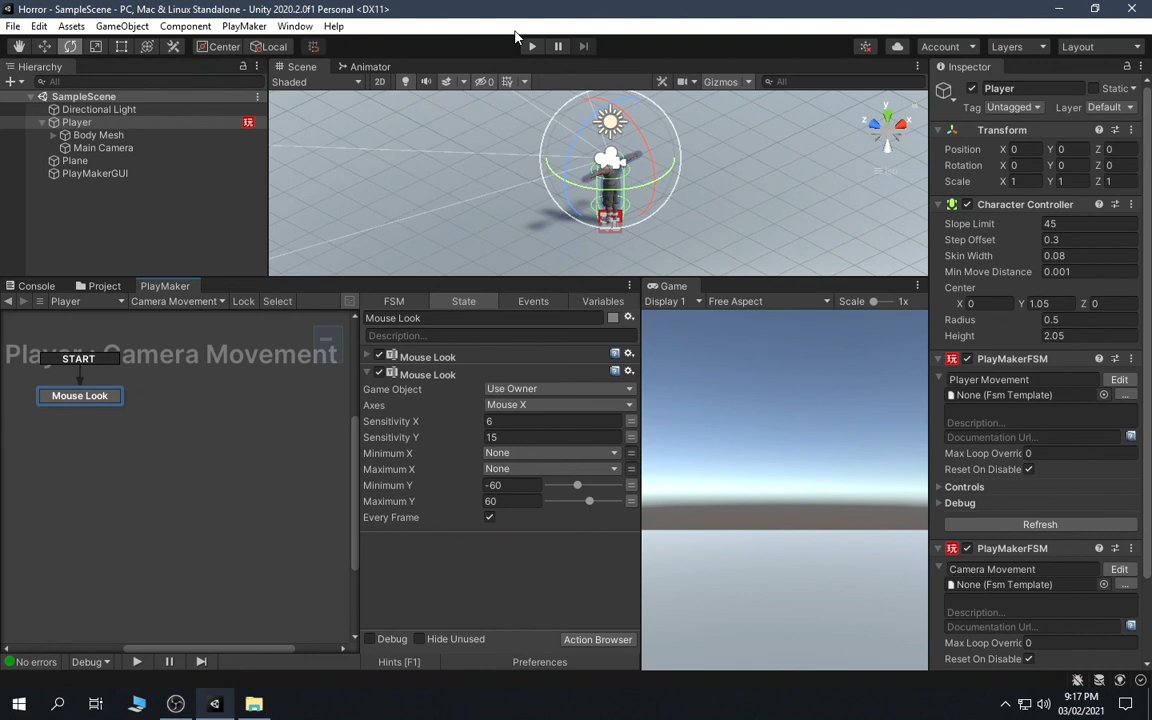 Horror - SampleScene - PC, Mac & Linux Standalone - Unity 2020.2.0f1 Personal <DX11>
File Edit Assets GameObject Component PlayMaker Window Help
Center Local Account Layers Layout
Hierarchy Scene Animator Inspector
All Shaded 2D 0 Gizmos All
SampleScene
Directional Light
Player
Body Mesh
Main Camera
Plane
PlayMakerGUI
y
z x
Player Static
Tag Untagged Layer Default
Transform
Position X 0 Y 0 Z 0
Rotation X 0 Y 0 Z 0
Scale X 1 Y 1 Z 1
Character Controller
Slope Limit 45
Step Offset 0.3
Skin Width 0.08
Min Move Distance 0.001
Center
X 0 Y 1.05 Z 0
Radius 0.5
Height 2.05
PlayMakerFSM
Player Movement Edit
None (Fsm Template) ...
Description...
Documentation Url...
Max Loop Overric 0
Reset On Disable
Controls
Debug
Refresh
PlayMakerFSM
Camera Movement Edit
None (Fsm Template) ...
Description...
Documentation Url...
Max Loop Overric 0
Reset On Disable
Console Project PlayMaker
Player Camera Movement Lock Select
Player : Camera Movement
START
Mouse Look
No errors Debug
FSM State Events Variables
Mouse Look
Description...
Mouse Look
Mouse Look
Game Object Use Owner
Axes Mouse X
Sensitivity X 6
Sensitivity Y 15
Minimum X None
Maximum X None
Minimum Y -60
Maximum Y 60
Every Frame
Debug Hide Unused Action Browser
Hints [F1] Preferences
Game
Display 1 Free Aspect Scale 1x
9:17 PM
03/02/2021